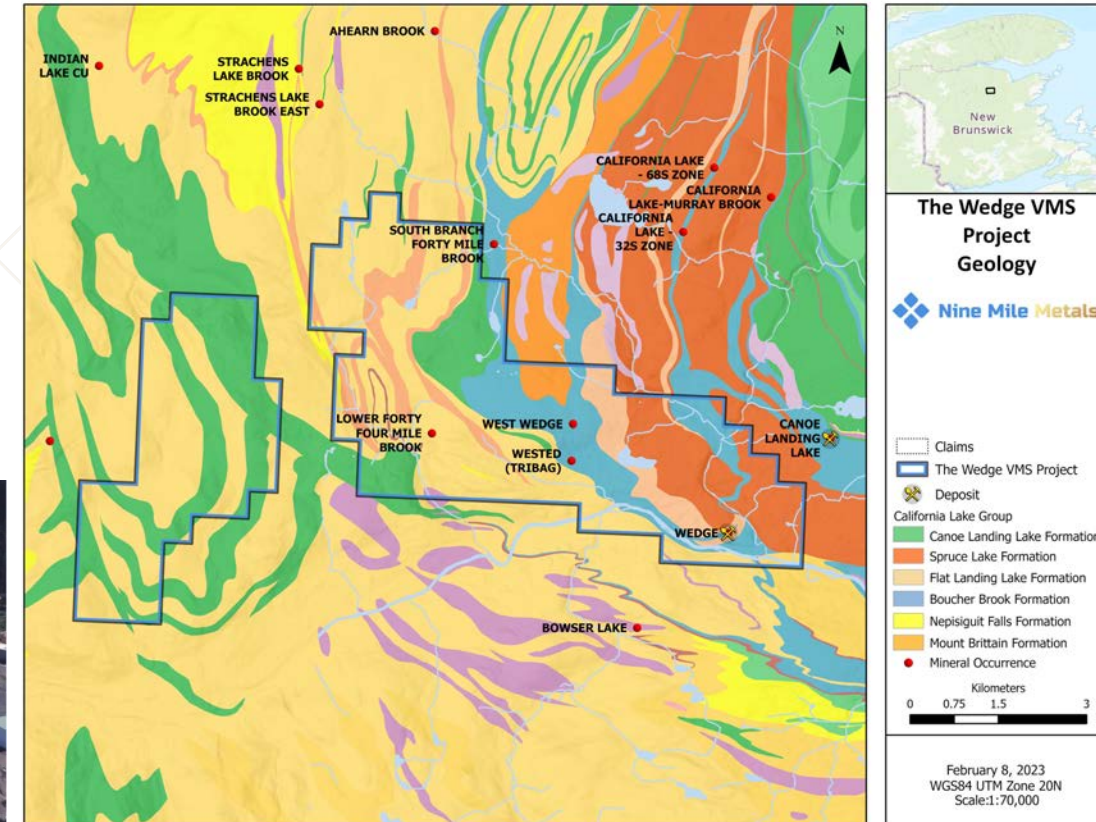 AHEARN BROOK
INDIAN
LAKE CU
STRACHENS
LAKE BROOK
STRACHENS LAKE
BROOK EAST
N
CALIFORNIA LAKE
- 68S ZONE
CALIFORNIA
LAKE-MURRAY BROOK
CALIFORNIA
LAKE -
32S ZONE
SOUTH BRANCH
FORTY MILE
BROOK
LOWER FORTY
FOUR MILE
BROOK
WEST WEDGE
WESTED
(TRIBAG)
CANOE
LANDING
LAKE
WEDGE
BOWSER LAKE
New
Brunswick
The Wedge VMS
Project
Geology
Nine Mile Metals
Claims
The Wedge VMS Project
Deposit
California Lake Group
Canoe Landing Lake Formation
Spruce Lake Formation
Flat Landing Lake Formation
Boucher Brook Formation
Nepisiguit Falls Formation
Mount Brittain Formation
Mineral Occurrence
Kilometers
0 0.75 1.5 3
February 8, 2023
WGS84 UTM Zone 20N
Scale:1:70,000